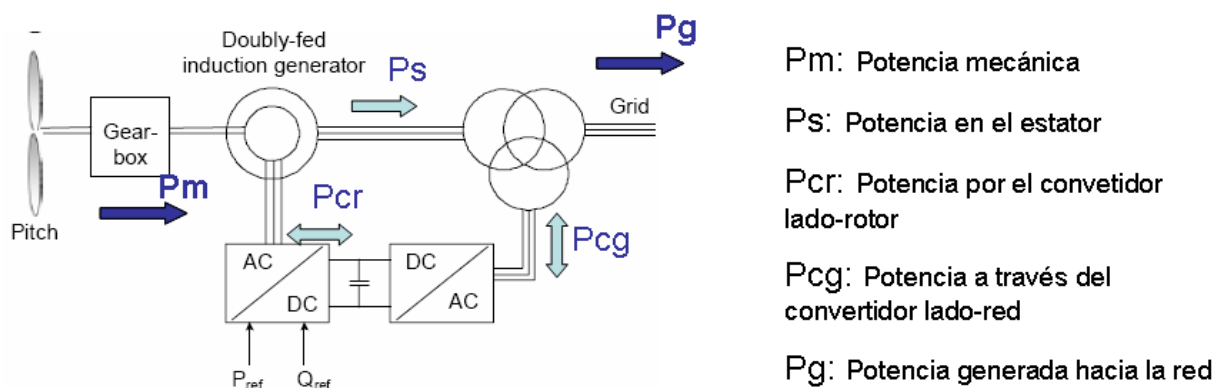 Doubly-fed
induction generator
Ps
Pg
Grid
Gear-
box
Pm
Pitch
Pcr
Pcg
AC
DC
DC
AC
Pref
Qref
Pm: Potencia mecánica
Ps: Potencia en el estator
Pcr: Potencia por el convetidor
lado-rotor
Pcg: Potencia a través del
convertidor lado-red
Pg: Potencia generada hacia la red